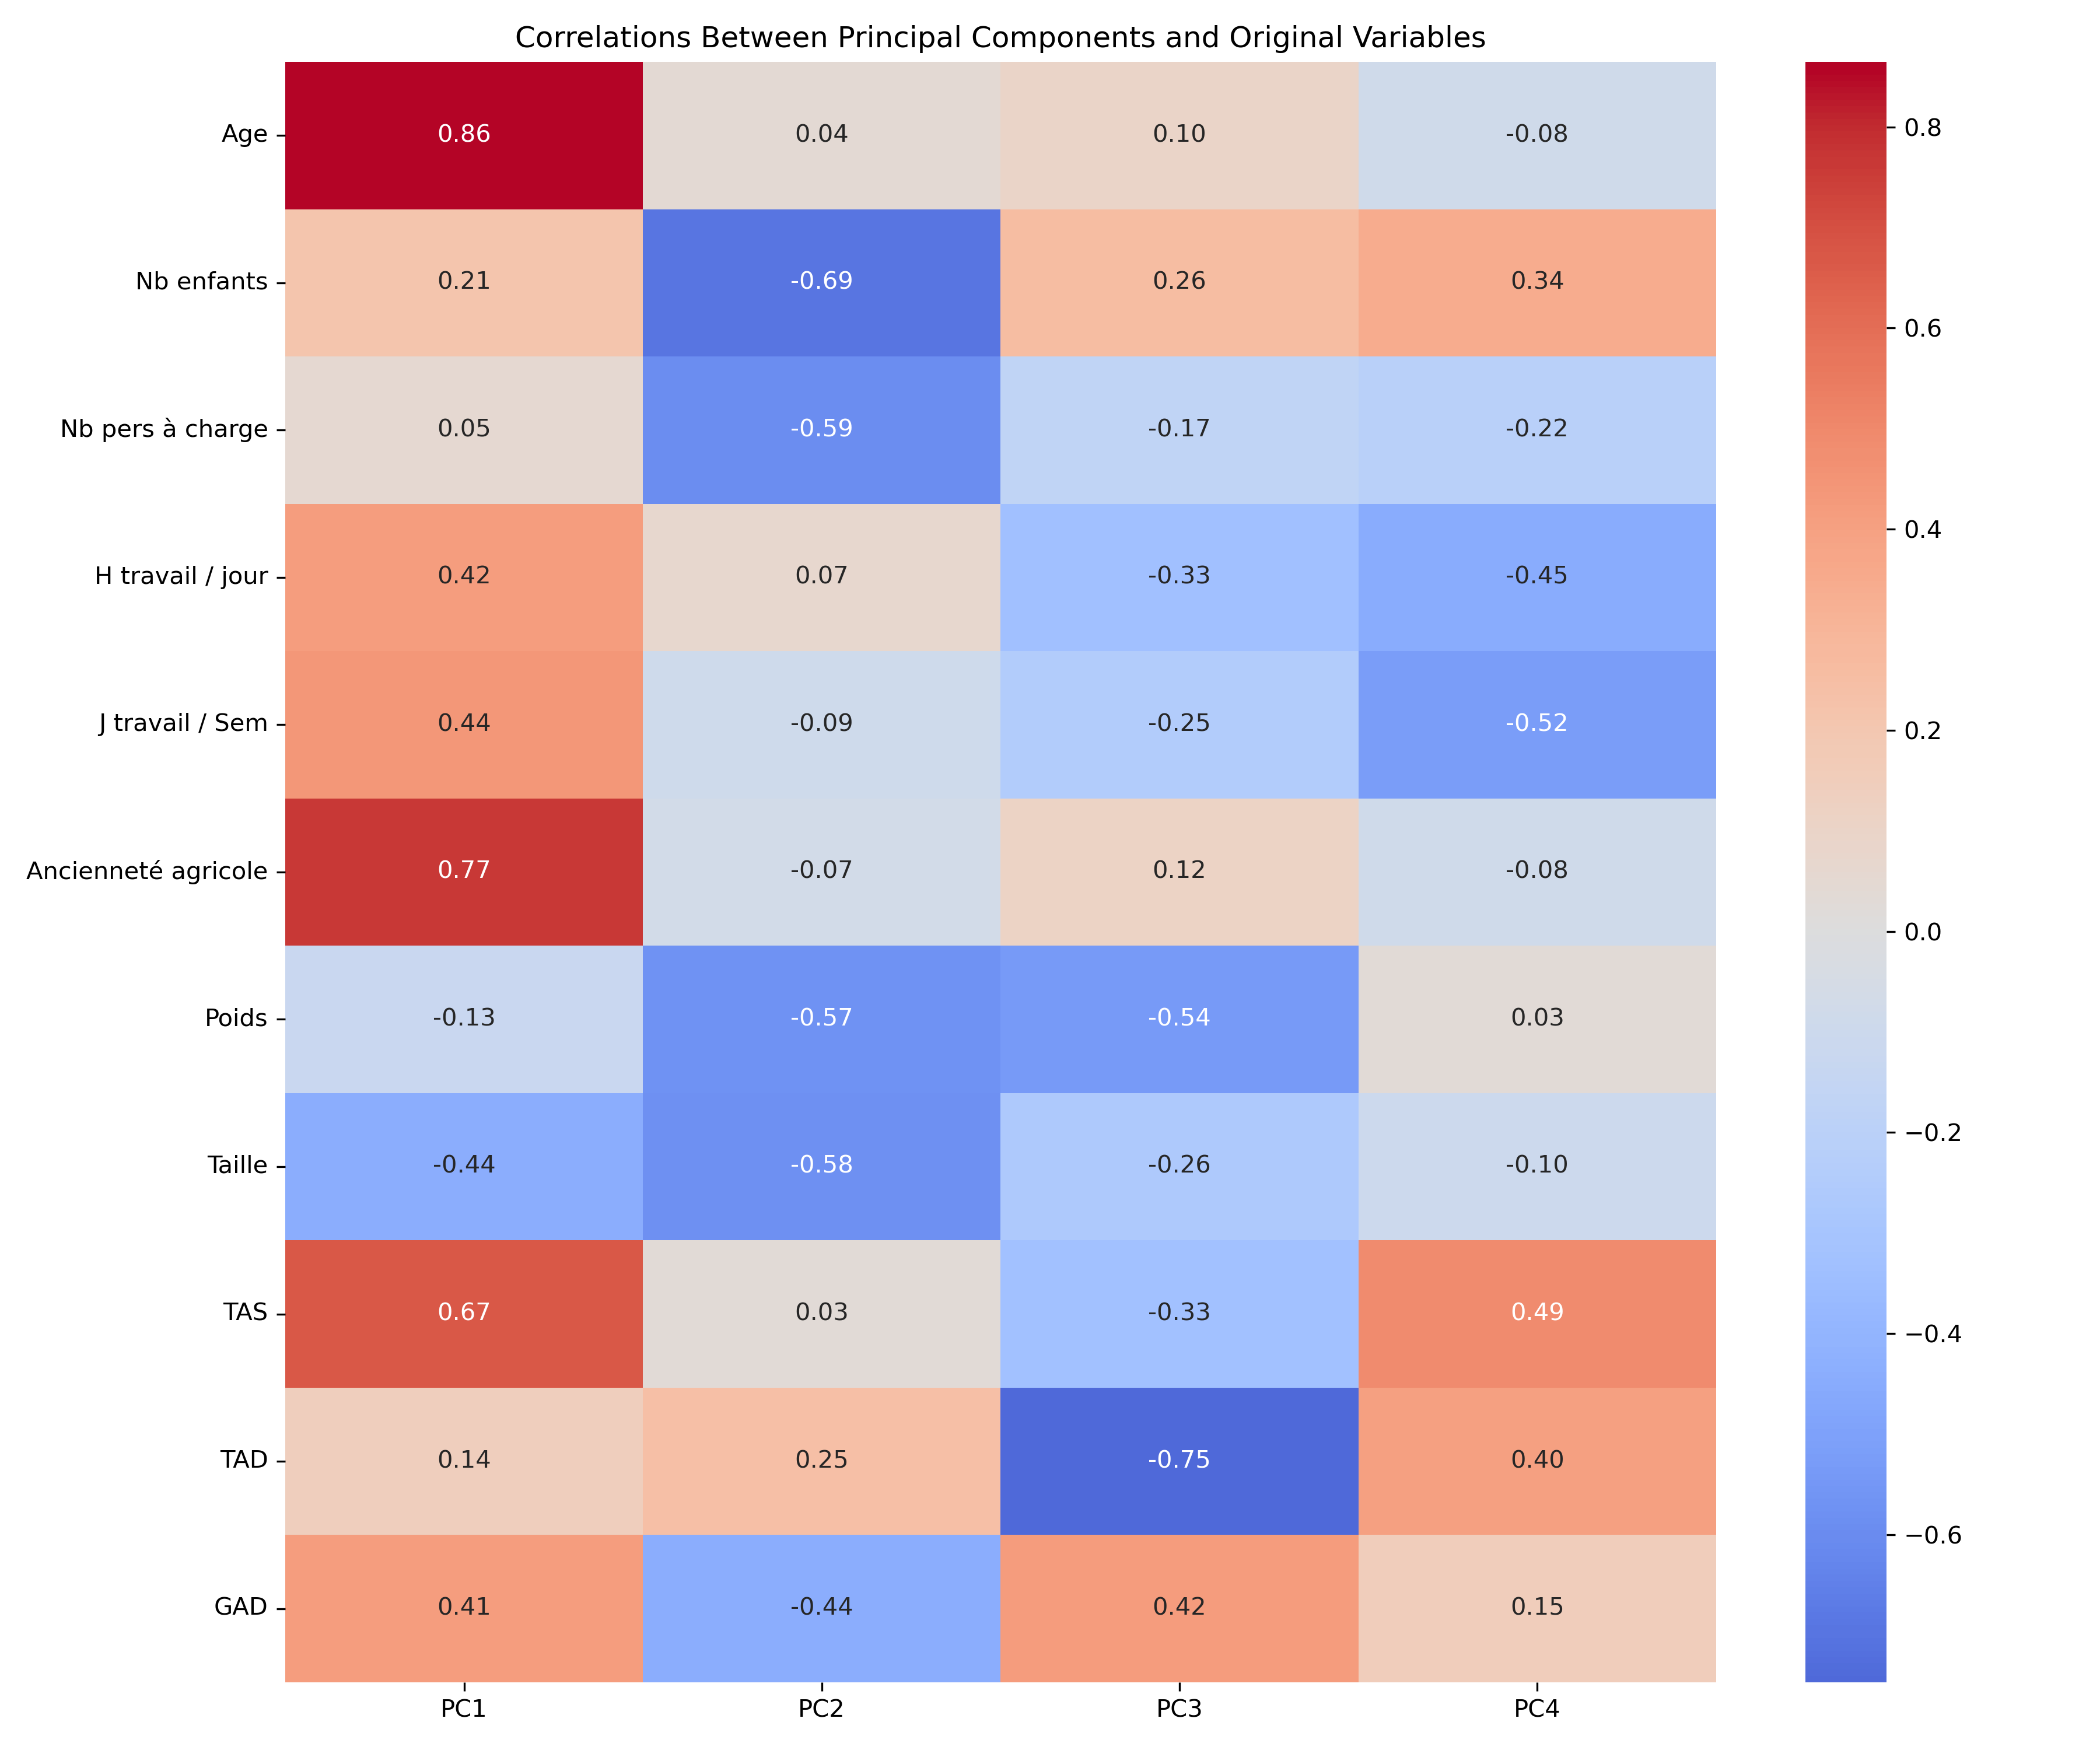 Correlations Between Principal Components and Original Variables
Age 0.86 0.04 0.10 -0.08
Nb enfants 0.21 -0.69 0.26 0.34
Nb pers à charge 0.05 -0.59 -0.17 -0.22
H travail / jour 0.42 0.07 -0.33 -0.45
J travail / Sem 0.44 -0.09 -0.25 -0.52
Ancienneté agricole 0.77 -0.07 0.12 -0.08
Poids -0.13 -0.57 -0.54 0.03
Taille -0.44 -0.58 -0.26 -0.10
TAS 0.67 0.03 -0.33 0.49
TAD 0.14 0.25 -0.75 0.40
GAD 0.41 -0.44 0.42 0.15
PC1 PC2 PC3 PC4
0.8
0.6
0.4
0.2
0.0
−0.2
−0.4
−0.6